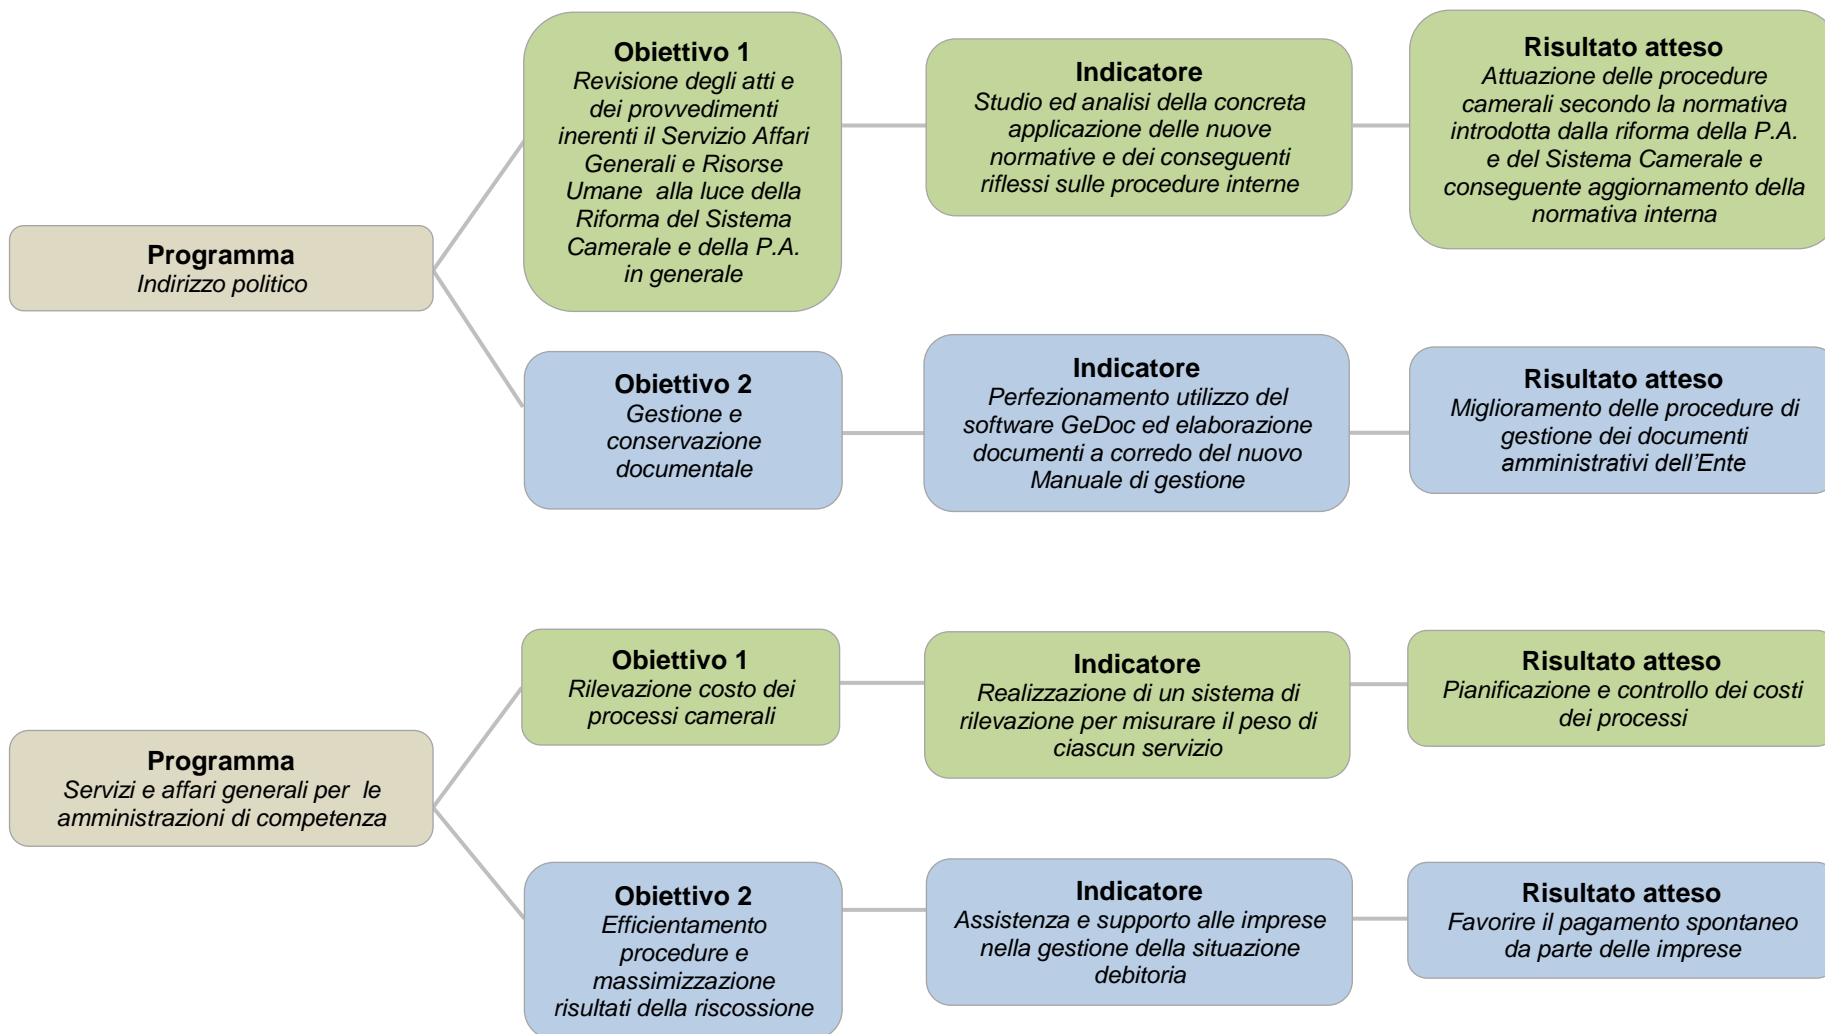 Programma
Indirizzo politico
Obiettivo 1
Revisione degli atti e
dei provvedimenti
inerenti il Servizio Affari
Generali e Risorse
Umane alla luce della
Riforma del Sistema
Camerale e della P.A.
in generale
Indicatore
Studio ed analisi della concreta
applicazione delle nuove
normative e dei conseguenti
riflessi sulle procedure interne
Risultato atteso
Attuazione delle procedure
camerali secondo la normativa
introdotta dalla riforma della P.A.
e del Sistema Camerale e
conseguente aggiornamento della
normativa interna
Obiettivo 2
Gestione e
conservazione
documentale
Indicatore
Perfezionamento utilizzo del
software GeDoc ed elaborazione
documenti a corredo del nuovo
Manuale di gestione
Risultato atteso
Miglioramento delle procedure di
gestione dei documenti
amministrativi dell’Ente
Programma
Servizi e affari generali per le
amministrazioni di competenza
Obiettivo 1
Rilevazione costo dei
processi camerali
Indicatore
Realizzazione di un sistema di
rilevazione per misurare il peso di
ciascun servizio
Risultato atteso
Pianificazione e controllo dei costi
dei processi
Obiettivo 2
Efficientamento
procedure e
massimizzazione
risultati della riscossione
Indicatore
Assistenza e supporto alle imprese
nella gestione della situazione
debitoria
Risultato atteso
Favorire il pagamento spontaneo
da parte delle imprese